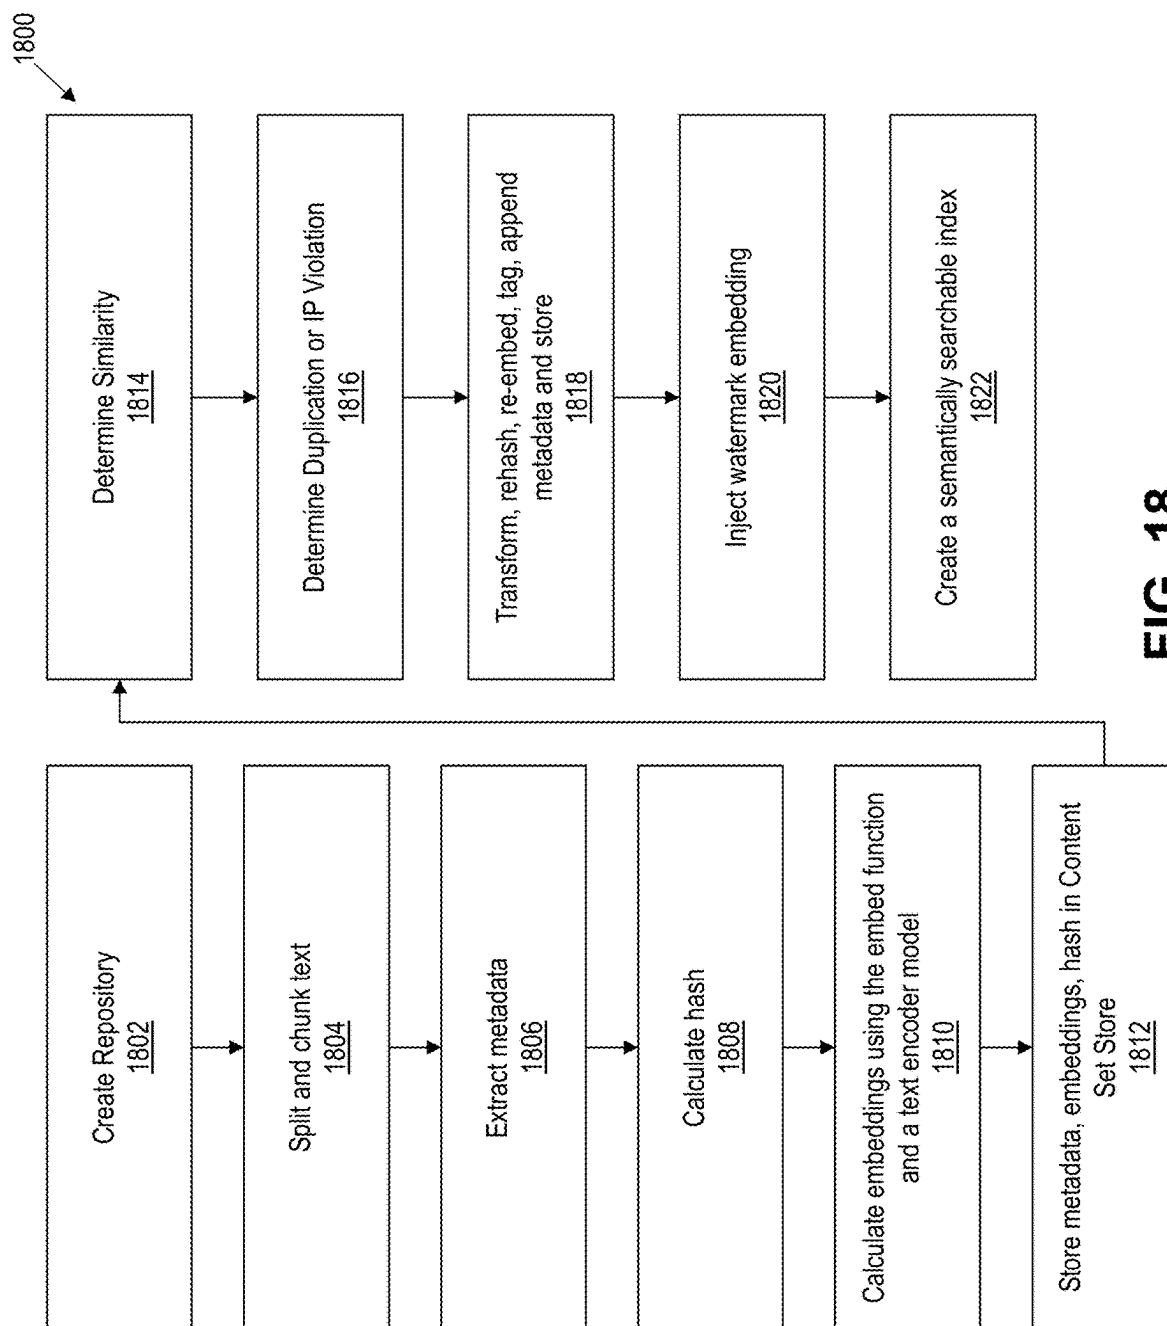 1800
Create Repository
1802
Split and chunk text
1804
Extract metadata
1806
Calculate hash
1808
Calculate embeddings using the embed function
and a text encoder model
1810
Store metadata, embeddings, hash in Content
Set Store
1812
Determine Similarity
1814
Determine Duplication or IP Violation
1816
Transform, rehash, re-embed, tag, append
metadata and store
1818
Inject watermark embedding
1820
Create a semantically searchable index
1822
FIG. 18